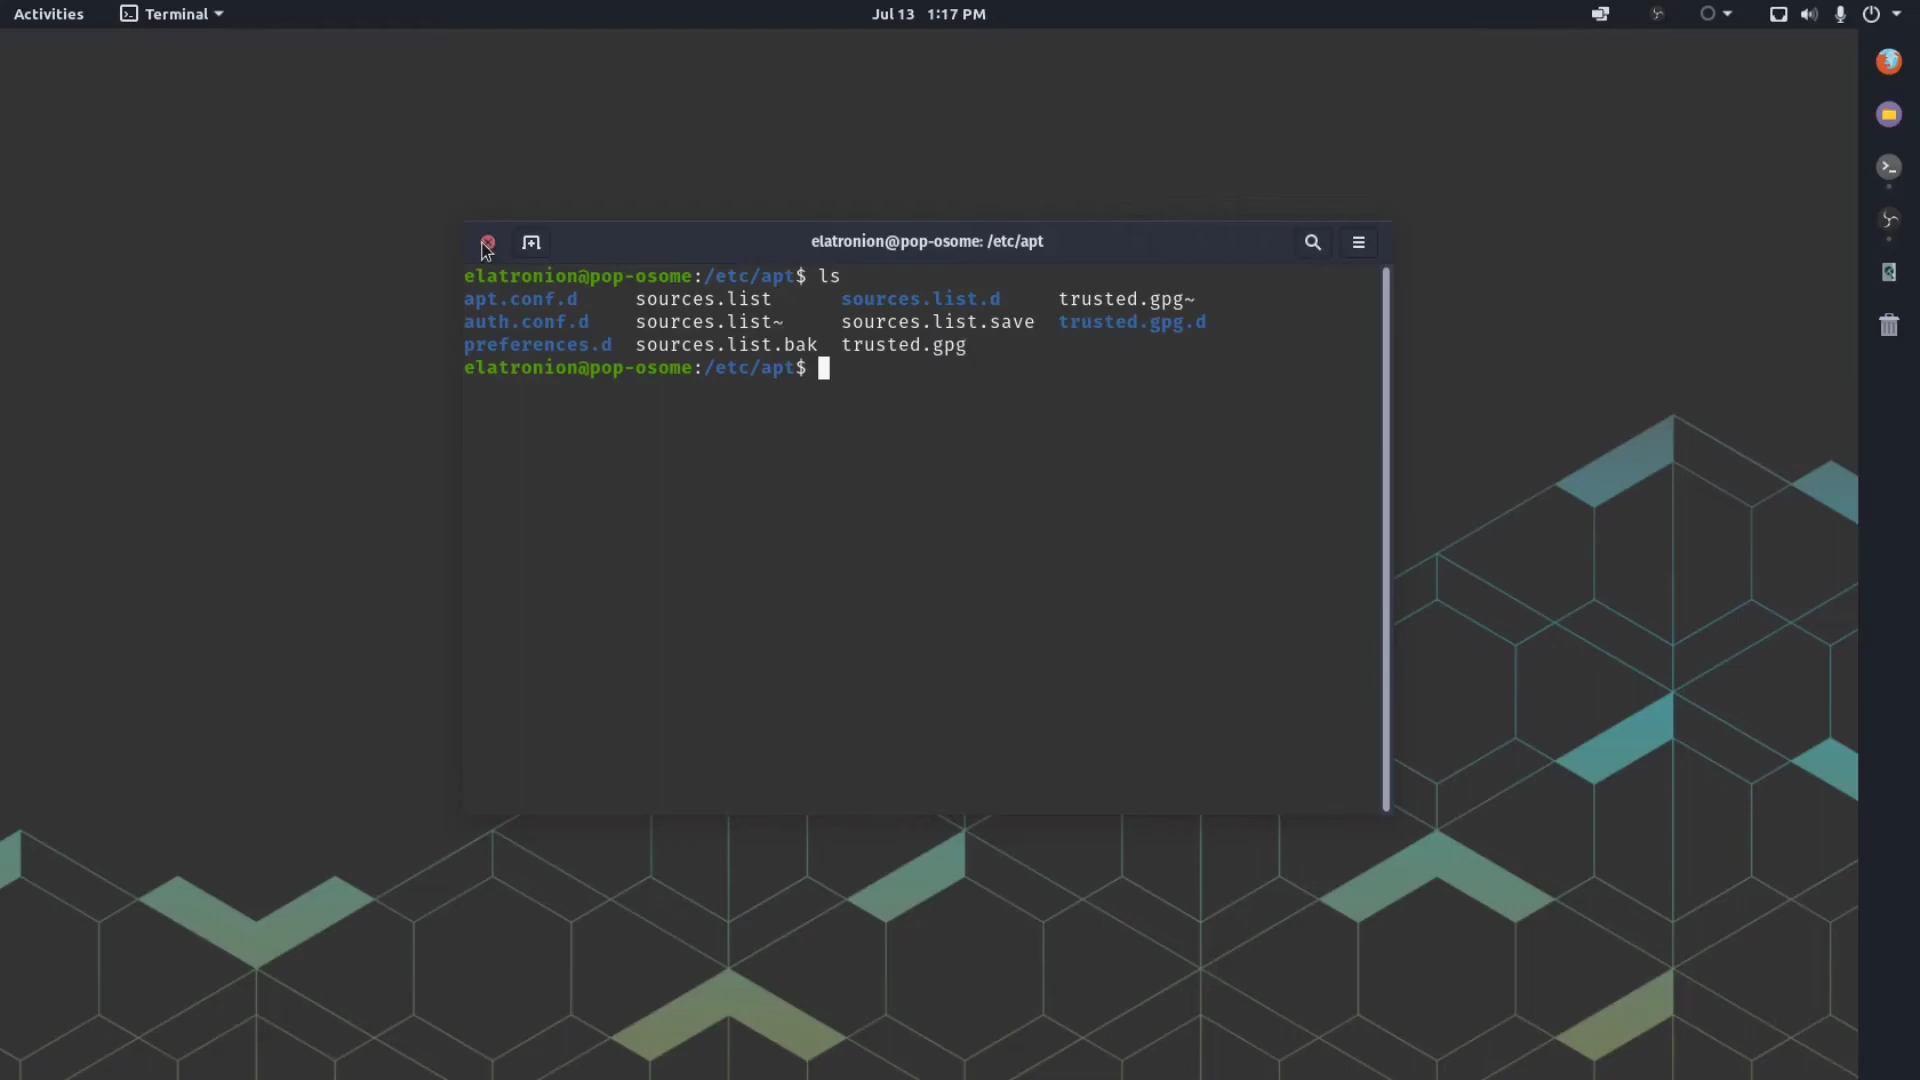 Activities Terminal Jul 13 1:17 PM
elatronion@pop-osome: /etc/apt
elatronion@pop-osome:/etc/apt$ ls
apt.conf.d sources.list sources.list.d trusted.gpg~
auth.conf.d sources.list~ sources.list.save trusted.gpg.d
preferences.d sources.list.bak trusted.gpg
elatronion@pop-osome:/etc/apt$